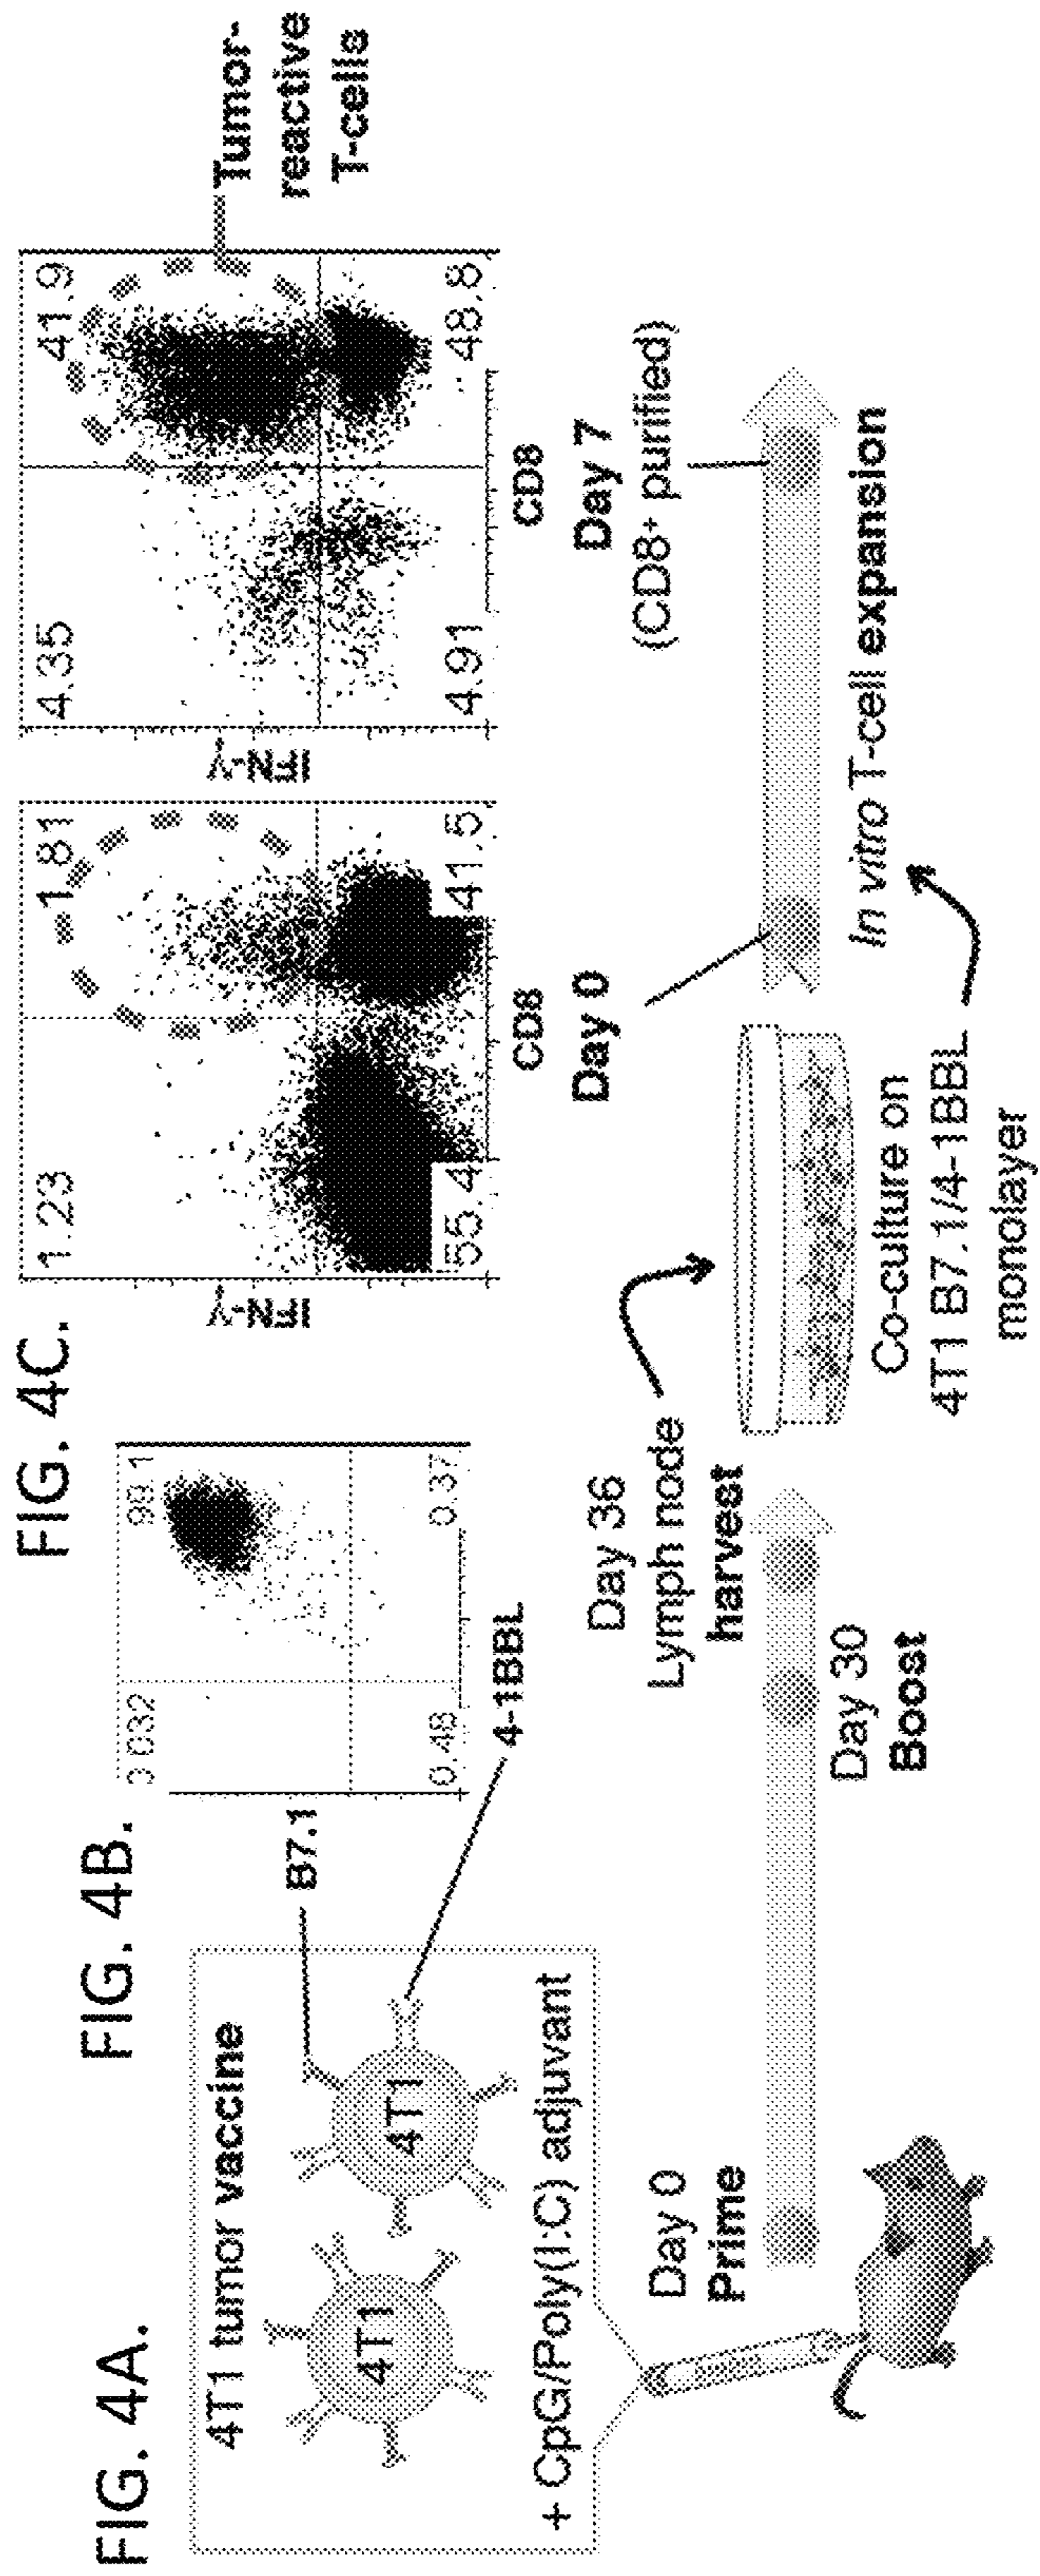 FIG. 4A.
4T1 tumor vaccine
4T1
4T1
+ CpG/Poly(I:C) adjuvant
B7.1
4-1BBL
Day 0
Prime
Day 30
Boost
Day 36
Lymph node
harvest
Co-culture on
4T1 B7.1/4-1BBL
monolayer
In vitro T-cell expansion
FIG. 4B.
99.1
0.48
0.37
FIG. 4C.
IFN-γ
1.23
1.81
55.4
41.5
CD8
Day 0
IFN-γ
4.35
41.9
4.91
48.8
CD8
Day 7
(CD8+ purified)
Tumor-
reactive
T-cells